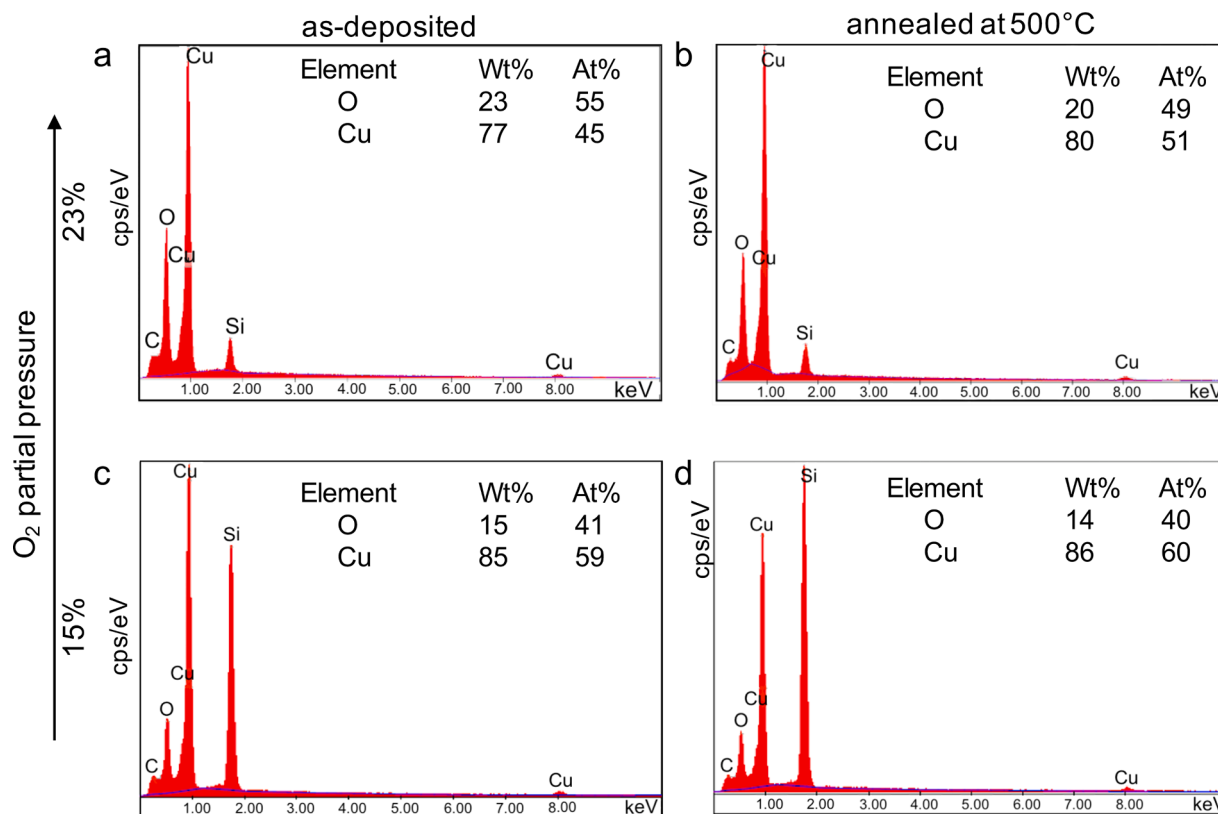 as-deposited
annealed at 500°C
a
Cu
Element Wt% At%
O 23 55
Cu 77 45
O
Cu
C
Si
Cu
cps/eV
1.00 2.00 3.00 4.00 5.00 6.00 7.00 8.00 keV
b
Cu
Element Wt% At%
O 20 49
Cu 80 51
O
Cu
C
Si
Cu
cps/eV
1.00 2.00 3.00 4.00 5.00 6.00 7.00 8.00 keV
O₂ partial pressure
23%
15%
c
Cu
Element Wt% At%
O 15 41
Cu 85 59
Si
Cu
O
C
Cu
cps/eV
1.00 2.00 3.00 4.00 5.00 6.00 7.00 8.00 keV
d
Si
Element Wt% At%
O 14 40
Cu 86 60
Cu
Cu
O
C
Cu
cps/eV
1.00 2.00 3.00 4.00 5.00 6.00 7.00 8.00 keV